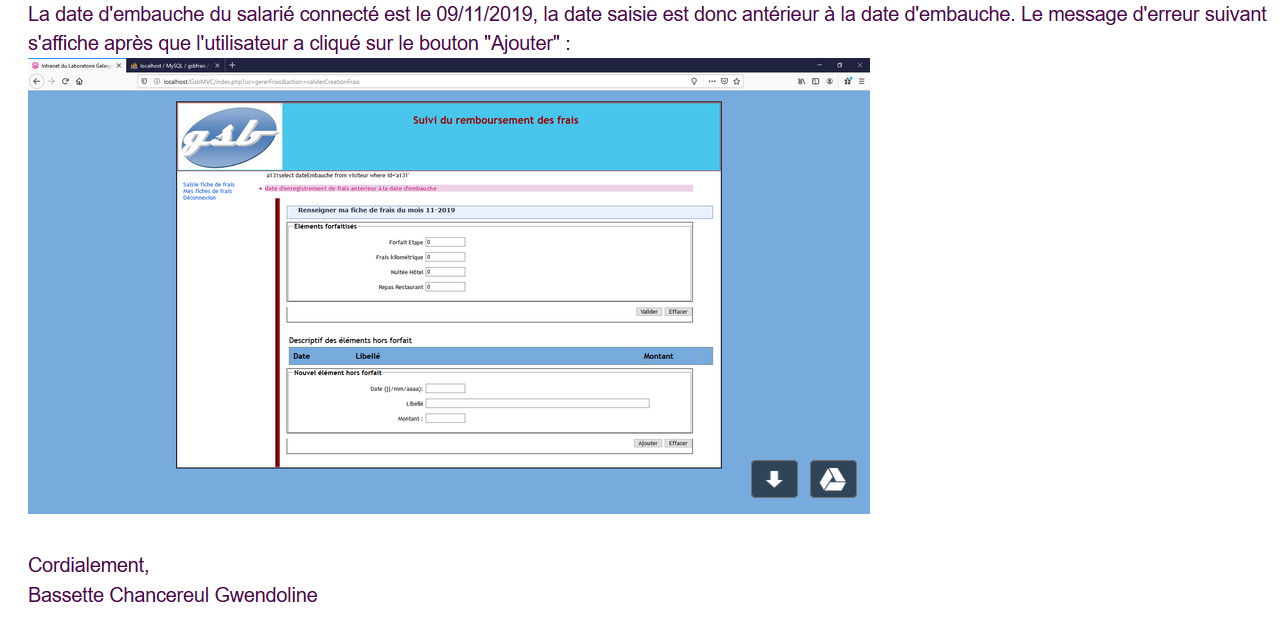 La date d'embauche du salarié connecté est le 09/11/2019, la date saisie est donc antérieur à la date d'embauche. Le message d'erreur suivant
s'affiche après que l'utilisateur a cliqué sur le bouton "Ajouter" :
Intranet du Laboratoire Galaxy
localhost / MySQL / gsbfrais /
localhost/GsbMVC/index.php?uc=gererFrais&action=validerCreationFrais
gsb
Suivi du remboursement des frais
a131select dateEmbauche from visiteur where id='a131'
Saisie fiche de frais
Mes fiches de frais
Déconnexion
• date d'enregistrement de frais antérieur à la date d'embauche
Renseigner ma fiche de frais du mois 11-2019
Eléments forfaitisés
Forfait Etape 0
Frais kilométrique 0
Nuitée Hôtel 0
Repas Restaurant 0
Valider Effacer
Descriptif des éléments hors forfait
Date Libellé Montant
Nouvel élément hors forfait
Date (jj/mm/aaaa):
Libellé
Montant :
Ajouter Effacer
Cordialement,
Bassette Chancereul Gwendoline